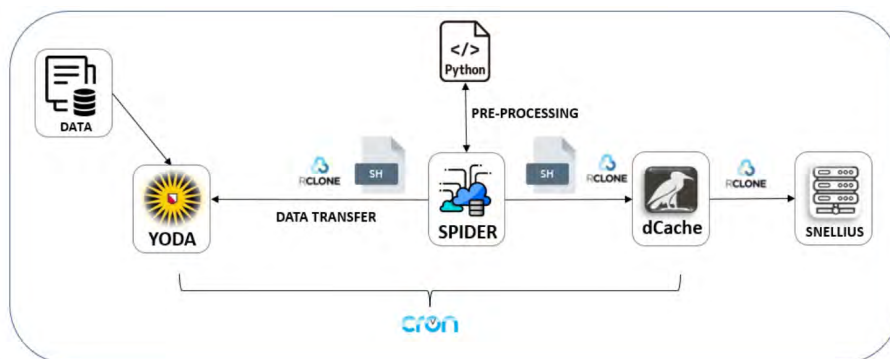 </>
Python
DATA
PRE-PROCESSING
RCLONE
SH
SH
RCLONE
RCLONE
DATA TRANSFER
YODA
SPIDER
dCache
SNELLIUS
cron